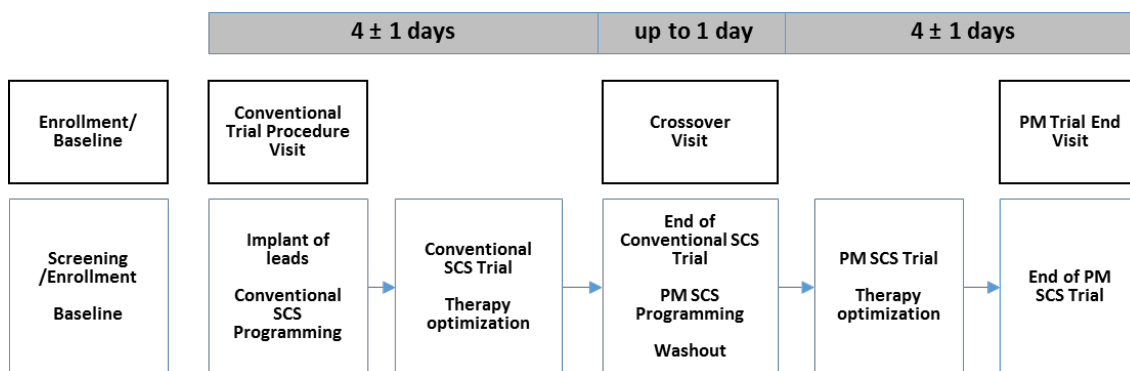 4 ± 1 days
up to 1 day
4 ± 1 days
Enrollment/
Baseline
Conventional
Trial Procedure
Visit
Crossover
Visit
PM Trial End
Visit
Screening
/Enrollment
Baseline
Implant of
leads
Conventional
SCS
Programming
Conventional
SCS Trial
Therapy
optimization
End of
Conventional SCS
Trial
PM SCS
Programming
Washout
PM SCS Trial
Therapy
optimization
End of PM
SCS Trial